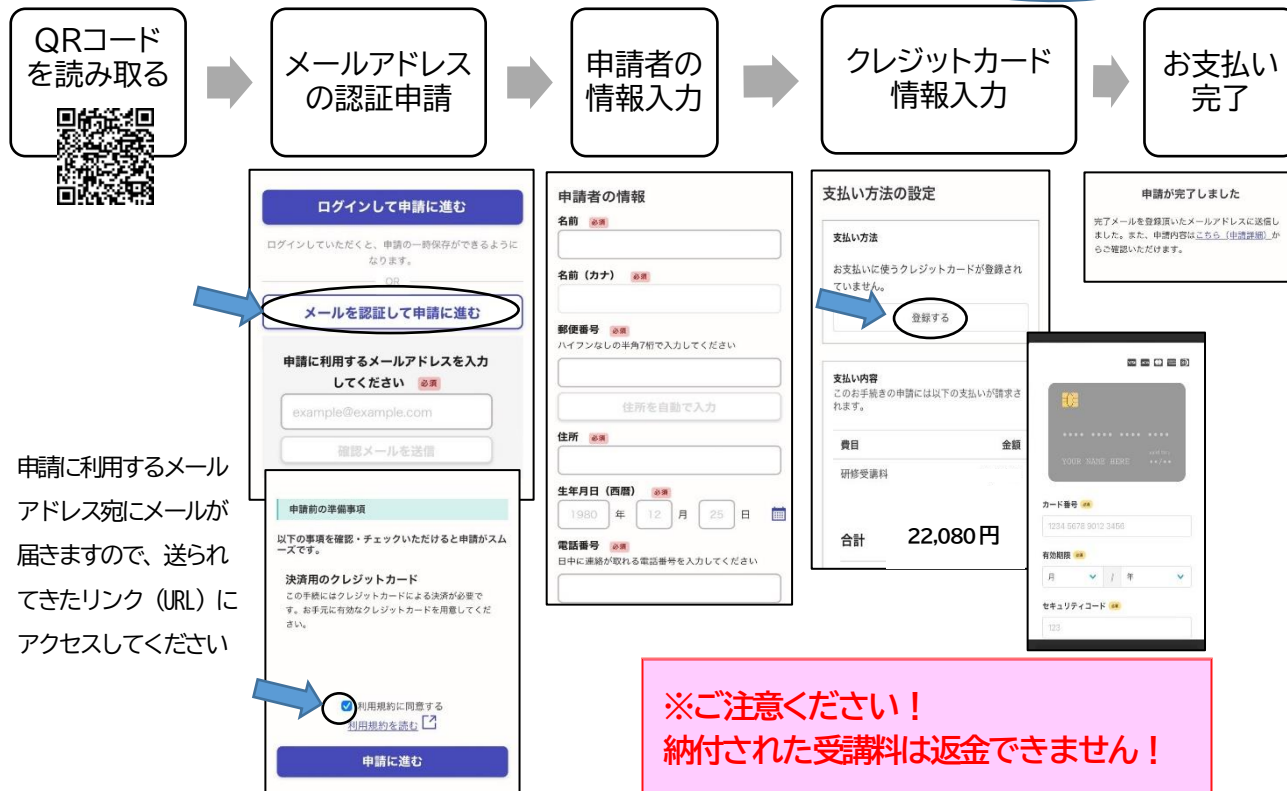 QRコード
を読み取る
メールアドレス
の認証申請
申請者の
情報入力
クレジットカード
情報入力
お支払い
完了
ログインして申請に進む
ログインしていただくと、申請の一時保存ができるように
なります。
OR
メールを認証して申請に進む
申請に利用するメールアドレスを入力
してください 必須
example@example.com
確認メールを送信
申請に利用するメール
アドレス宛にメールが
届きますので、送られ
てきたリンク（URL）に
アクセスしてください
申請前の準備事項
以下の事項を確認・チェックいただけると申請がスム
ーズです。
決済用のクレジットカード
この手続にはクレジットカードによる決済が必要で
す。お手元に有効なクレジットカードを用意してくだ
さい。
利用規約に同意する
利用規約を読む
申請に進む
申請者の情報
名前 必須
名前（カナ） 必須
郵便番号 必須
ハイフンなしの半角7桁で入力してください
住所を自動で入力
住所 必須
生年月日（西暦） 必須
1980 年 12 月 25 日
電話番号 必須
日中に連絡が取れる電話番号を入力してください
支払い方法の設定
支払い方法
お支払いに使うクレジットカードが登録され
ていません。
登録する
支払い内容
このお手続きの申請には以下の支払いが請求さ
れます。
費目 金額
研修受講料
合計 22,080円
申請が完了しました
完了メールを登録頂いたメールアドレスに送信し
ました。また、申請内容はこちら（申請詳細）か
らご確認いただけます。
YOUR NAME HERE ••/••
カード番号 必須
1234 5678 9012 3456
有効期限 必須
月 / 年
セキュリティコード 必須
123
※ご注意ください！
納付された受講料は返金できません！